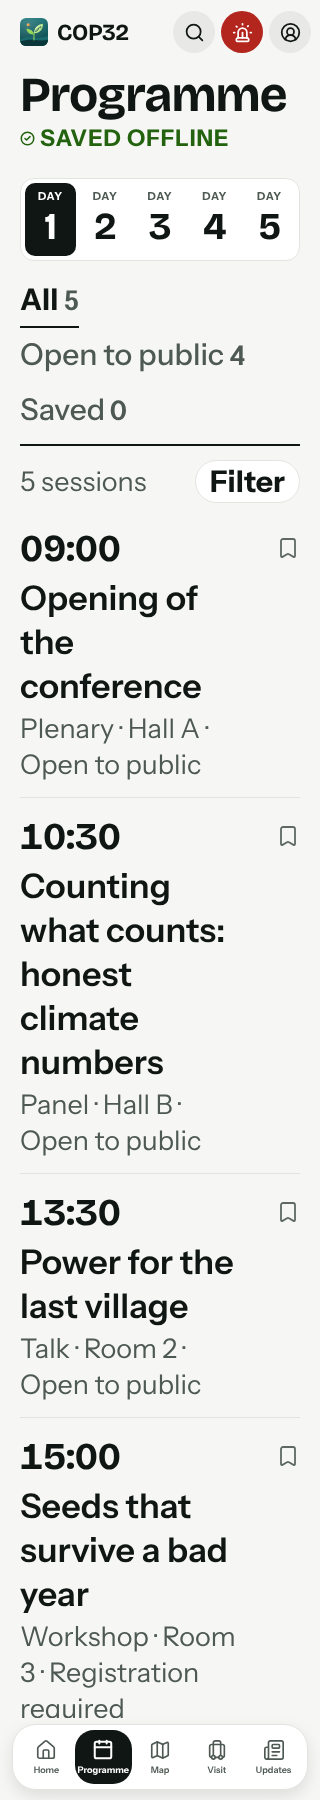 COP32
Programme
SAVED OFFLINE
DAY DAY DAY DAY DAY
1 2 3 4 5
All 5
Open to public 4
Saved 0
5 sessions Filter
09:00
Opening of
the
conference
Plenary · Hall A ·
Open to public
10:30
Counting
what counts:
honest
climate
numbers
Panel · Hall B ·
Open to public
13:30
Power for the
last village
Talk · Room 2 ·
Open to public
15:00
Seeds that
survive a bad
year
Workshop · Room
3 · Registration
required
Home Programme Map Visit Updates